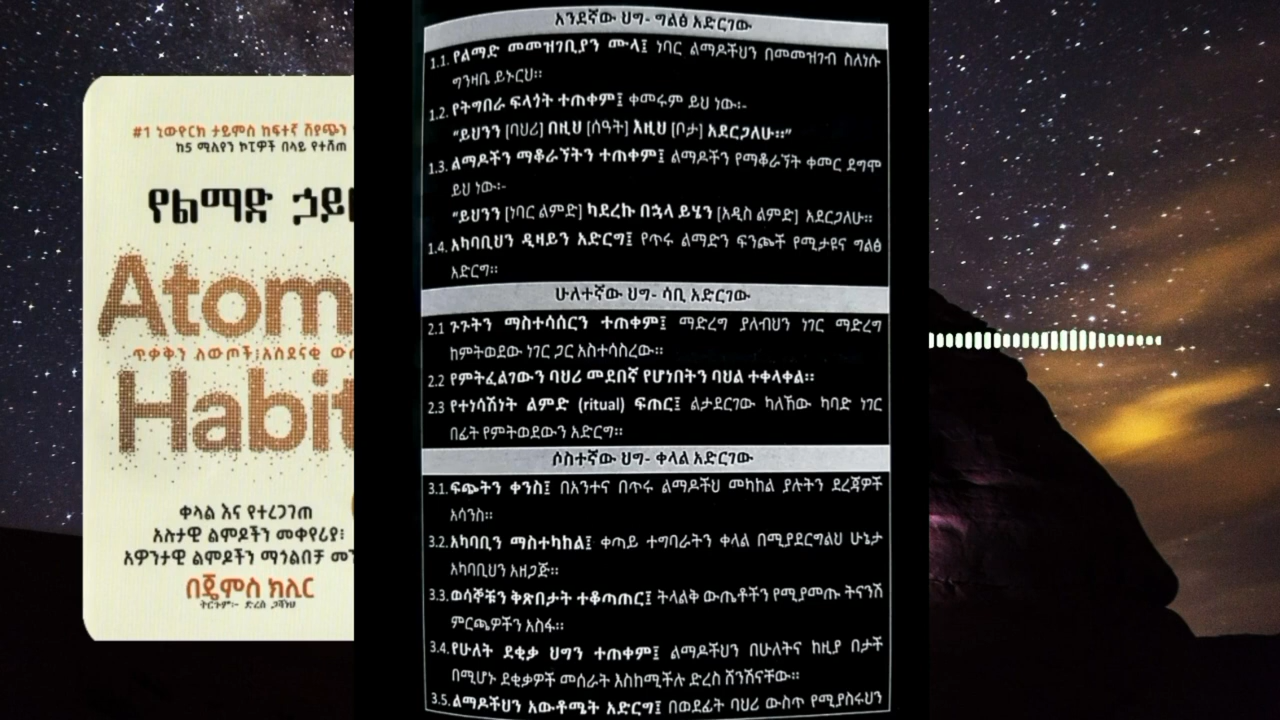 #1 ኒውዮርክ ታይምስ ከፍተኛ ሽያጭን
ከ5 ሚሊየን ኮፒዎች በላይ የተሸጠ
የልማድ ኃይ
Atom
ጥቃቅን ለውጦች፤አስደናቂ ው
Habit
ቀላል እና የተረጋገጠ
አሉታዊ ልምዶችን መቀየሪያ፤
አዎንታዊ ልምዶችን ማጎልበቻ መን
በጄምስ ክሊር
ትርጉም፦ ድረስ ጋሻነህ
አንደኛው ህግ- ግልፅ አድርገው
1.1. የልማድ መመዝገቢያን ሙላ፤ ነባር ልማዶችህን በመመዝገብ ስለነሱ
ግንዛቤ ይኑርህ።
1.2. የትግበራ ፍላጎት ተጠቀም፤ ቀመሩም ይህ ነው፦
“ይህንን [ባህሪ] በዚህ [ሰዓት] እዚህ [ቦታ] አደርጋለሁ።”
1.3. ልማዶችን ማቆራኘትን ተጠቀም፤ ልማዶችን የማቆራኘት ቀመር ደግሞ
ይህ ነው፦
“ይህንን [ነባር ልምድ] ካደረኩ በኋላ ይሄን [አዲስ ልምድ] አደርጋለሁ።
1.4. አካባቢህን ዲዛይን አድርግ፤ የጥሩ ልማድን ፍንጮች የሚታዩና ግልፅ
አድርግ።
ሁለተኛው ህግ- ሳቢ አድርገው
2.1 ጉጉትን ማስተሳሰርን ተጠቀም፤ ማድረግ ያለብህን ነገር ማድረግ
ከምትወደው ነገር ጋር አስተሳስረው።
2.2 የምትፈልገውን ባህሪ መደበኛ የሆነበትን ባህል ተቀላቀል።
2.3 የተነሳሽነት ልምድ (ritual) ፍጠር፤ ልታደርገው ካለኸው ካባድ ነገር
በፊት የምትወደውን አድርግ።
ሶስተኛው ህግ- ቀላል አድርገው
3.1. ፍጭትን ቀንስ፤ በአንተና በጥሩ ልማዶችህ መካከል ያሉትን ደረጃዎች
አሳንስ።
3.2. አካባቢን ማስተካከል፤ ቀጣይ ተግባራትን ቀላል በሚያደርግልህ ሁኔታ
አካባቢህን አዘጋጅ።
3.3. ወሳኞቹን ቅጽበታት ተቆጣጠር፤ ትላልቅ ውጤቶችን የሚያመጡ ትናንሽ
ምርጫዎችን አስፋ።
3.4. የሁለት ደቂቃ ህግን ተጠቀም፤ ልማዶችህን በሁለትና ከዚያ በታች
በሚሆኑ ደቂቃዎች መሰራት እስከሚችሉ ድረስ ሸንሽናቸው።
3.5. ልማዶችህን አውቶሜት አድርግ፤ በወደፊት ባህሪ ውስጥ የሚያስሩህን